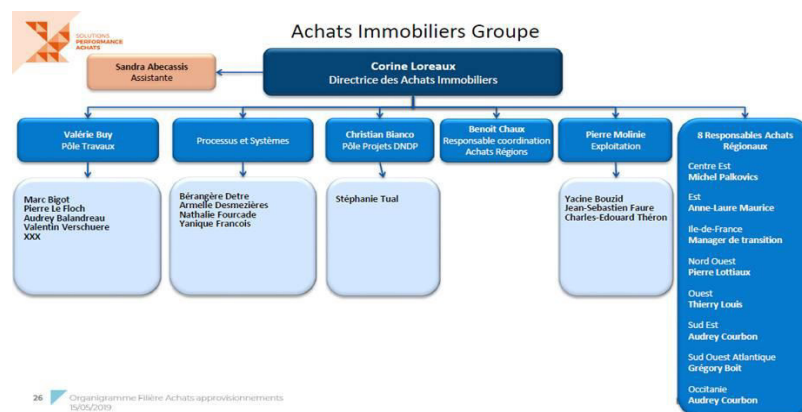 SOLUTIONS
PERFORMANCE
ACHATS
Achats Immobiliers Groupe
Sandra Abecassis
Assistante
Corine Loreaux
Directrice des Achats Immobiliers
Valérie Buy
Pôle Travaux
Processus et Systèmes
Christian Bianco
Pôle Projets DNDP
Benoit Chaux
Responsable coordination
Achats Régions
Pierre Molinie
Exploitation
8 Responsables Achats
Régionaux
Marc Bigot
Pierre Le Floch
Audrey Balandreau
Valentin Verschuere
XXX
Bérangère Detre
Armelle Desmezières
Nathalie Fourcade
Yanique Francois
Stéphanie Tual
Yacine Bouzid
Jean-Sebastien Faure
Charles-Edouard Théron
Centre Est
Michel Palkovics
Est
Anne-Laure Maurice
Ile-de-France
Manager de transition
Nord Ouest
Pierre Lottiaux
Ouest
Thierry Louis
Sud Est
Audrey Courbon
Sud Ouest Atlantique
Grégory Boit
Occitanie
Audrey Courbon
26
Organigramme Filière Achats approvisionnements
15/05/2019